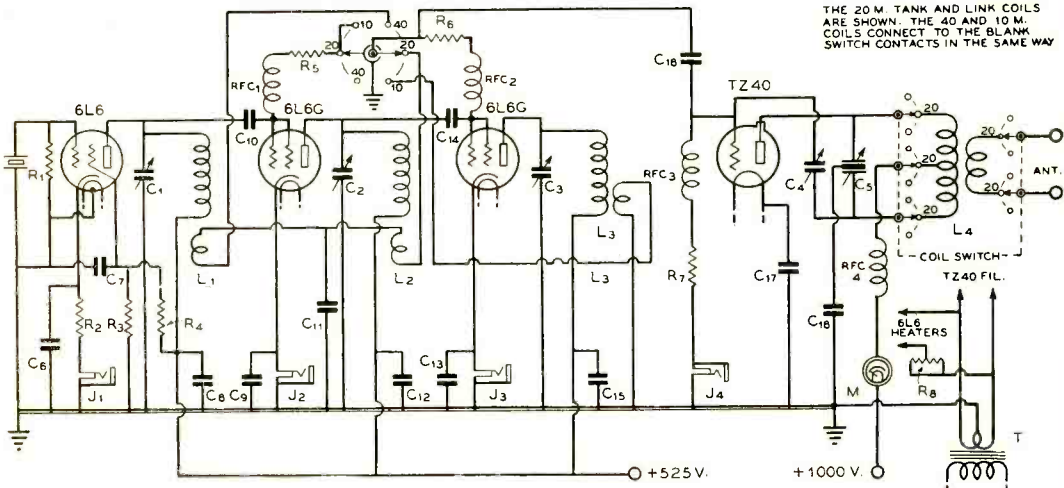 THE 20 M. TANK AND LINK COILS
ARE SHOWN. THE 40 AND 10 M.
COILS CONNECT TO THE BLANK
SWITCH CONTACTS IN THE SAME WAY
10
40
R6
R5
20
20
40
10
RFC1
RFC2
C16
TZ40
6L6
6L6G
6L6G
C10
C14
R1
C1
C2
C3
RFC3
C4
C5
20
20
20
20
20
ANT.
L4
COIL SWITCH
TZ40 FIL.
L1
L2
L3
L3
C7
R7
C17
RFC
4
C6
R2
R3
R4
C11
C18
6L6
HEATERS
R8
C8
C9
C12
C13
C15
J1
J2
J3
J4
M
T
+525V.
+1000V.